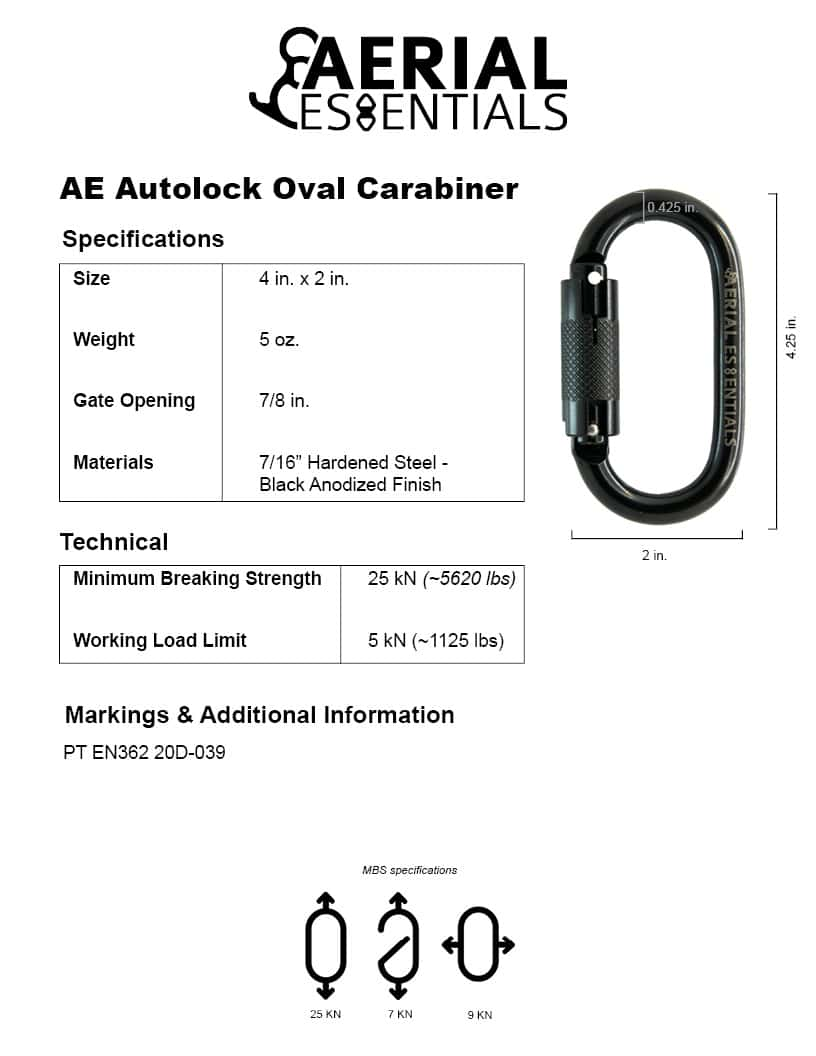 AERIAL
ESSENTIALS
AE Autolock Oval Carabiner
Specifications
Size 4 in. x 2 in.
Weight 5 oz.
Gate Opening 7/8 in.
Materials 7/16” Hardened Steel -
Black Anodized Finish
0.425 in.
AERIAL ESSENTIALS
4.25 in.
2 in.
Technical
Minimum Breaking Strength 25 kN (~5620 lbs)
Working Load Limit 5 kN (~1125 lbs)
Markings & Additional Information
PT EN362 20D-039
MBS specifications
25 KN 7 KN 9 KN